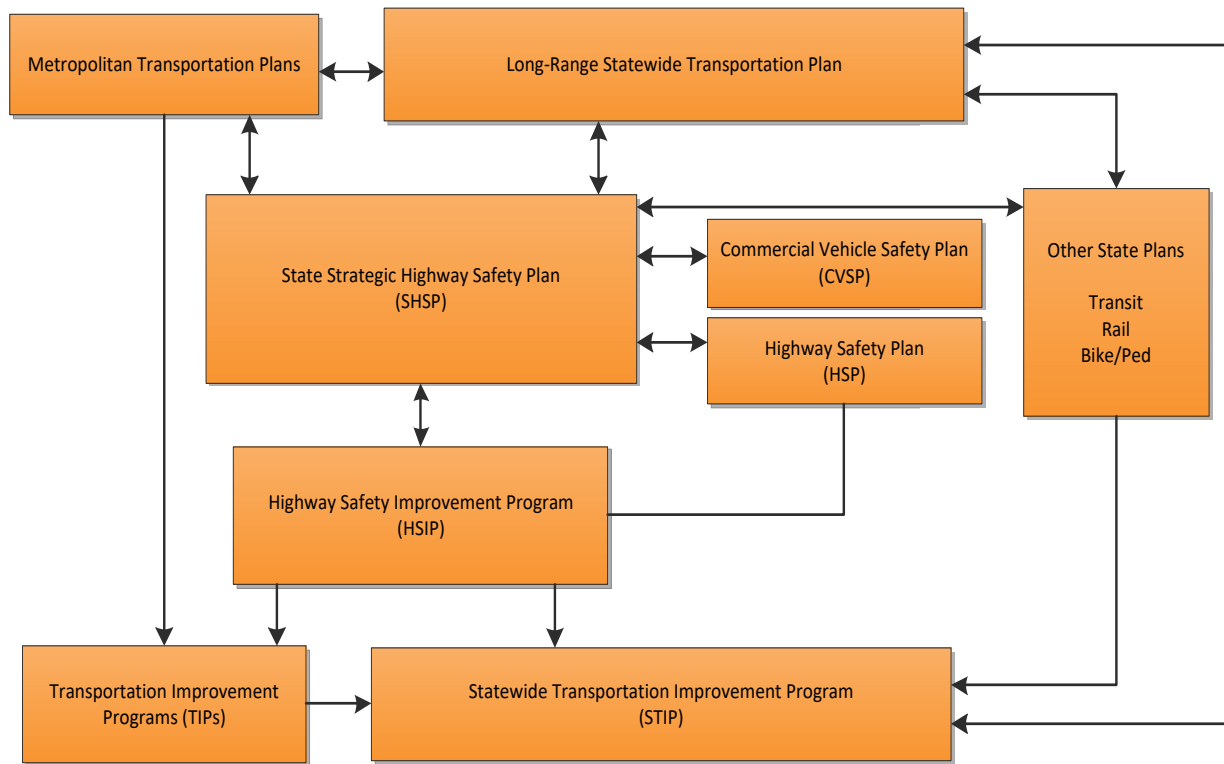 Metropolitan Transportation Plans
Long-Range Statewide Transportation Plan
State Strategic Highway Safety Plan
(SHSP)
Commercial Vehicle Safety Plan
(CVSP)
Highway Safety Plan
(HSP)
Other State Plans
Transit
Rail
Bike/Ped
Highway Safety Improvement Program
(HSIP)
Transportation Improvement
Programs (TIPs)
Statewide Transportation Improvement Program
(STIP)